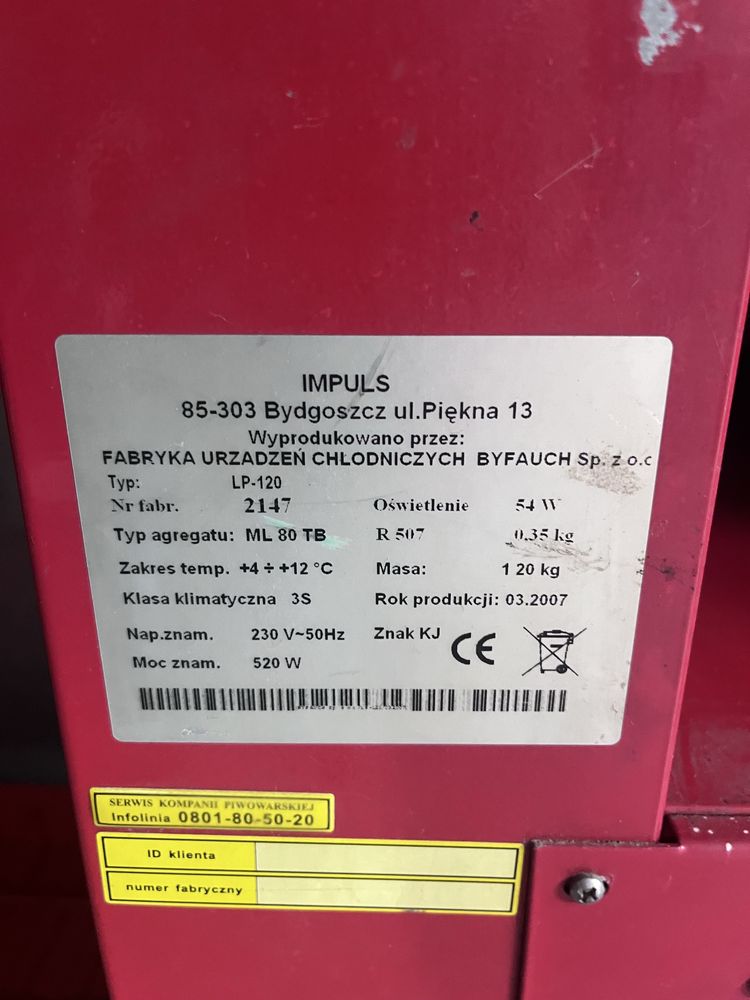 IMPULS
85-303 Bydgoszcz ul.Piękna 13
Wyprodukowano przez:
FABRYKA URZADZEŃ CHŁODNICZYCH BYFAUCH Sp. z o.o
Typ: LP-120
Nr fabr. 2147 Oświetlenie 54 W
Typ agregatu: ML 80 TB R 507 0.35 kg
Zakres temp. +4 ÷ +12 °C Masa: 1 20 kg
Klasa klimatyczna 3S Rok produkcji: 03.2007
Nap.znam. 230 V~50Hz Znak KJ CE
Moc znam. 520 W
SERWIS KOMPANII PIWOWARSKIEJ
Infolinia 0801-80-50-20
ID klienta
numer fabryczny